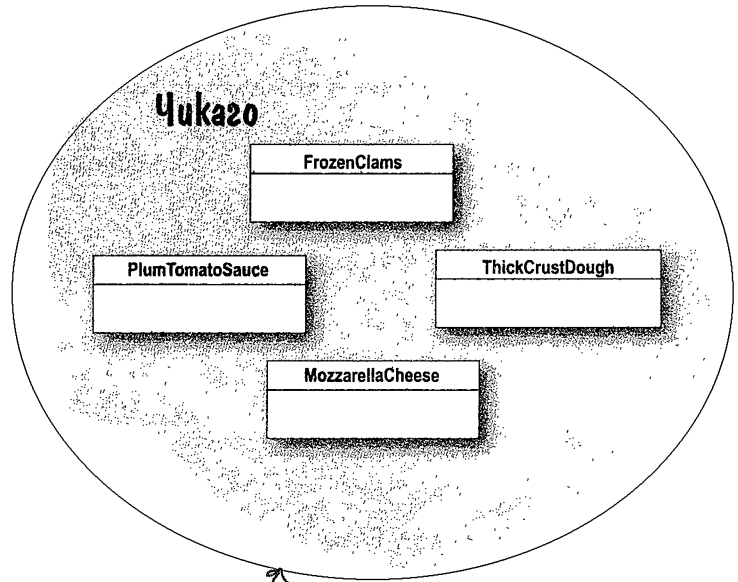 Чикаго
FrozenClams
PlumTomatoSauce
ThickCrustDough
MozzarellaCheese